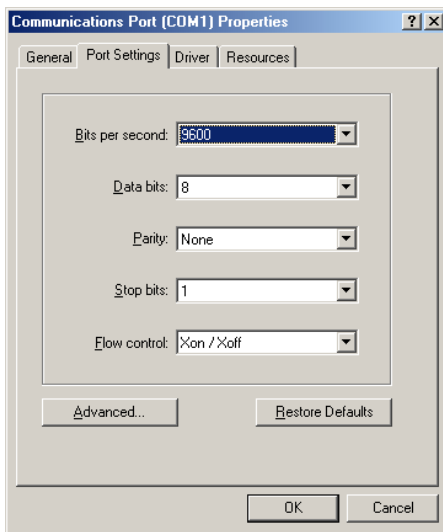 Communications Port (COM1) Properties
General Port Settings Driver Resources
Bits per second: 9600
Data bits: 8
Parity: None
Stop bits: 1
Flow control: Xon / Xoff
Advanced... Restore Defaults
OK Cancel